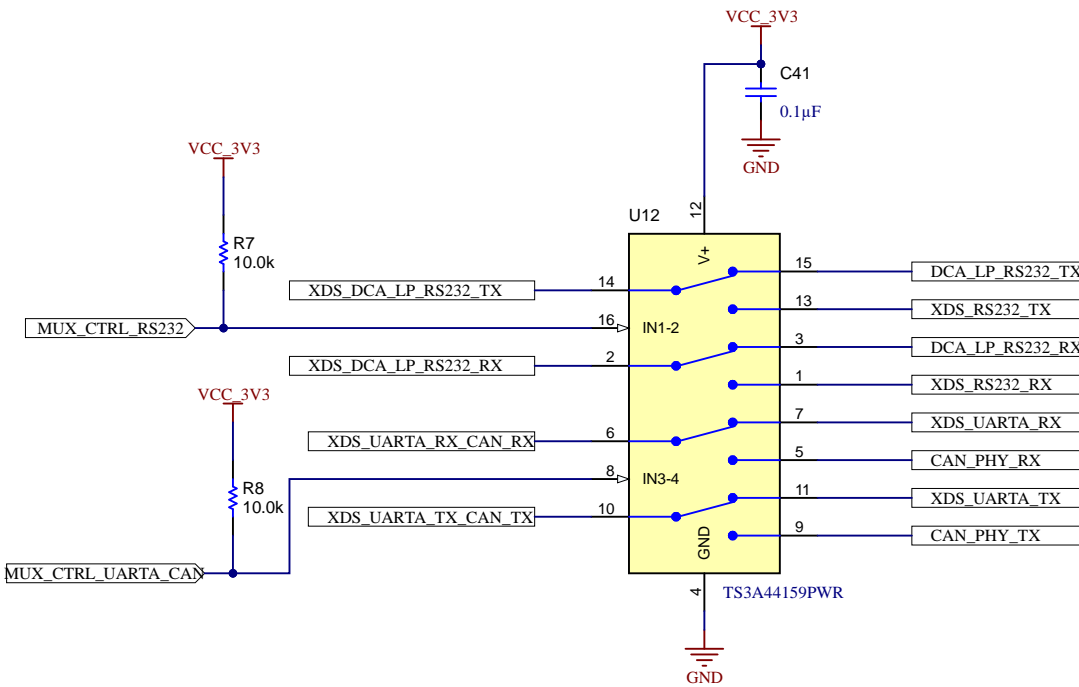 VCC_3V3
C41
0.1µF
GND
VCC_3V3
R7
10.0k
U12
12
V+
XDS_DCA_LP_RS232_TX
14
15
DCA_LP_RS232_TX
13
XDS_RS232_TX
MUX_CTRL_RS232
16
IN1-2
XDS_DCA_LP_RS232_RX
2
3
DCA_LP_RS232_RX
1
XDS_RS232_RX
VCC_3V3
R8
10.0k
XDS_UARTA_RX_CAN_RX
6
7
XDS_UARTA_RX
5
CAN_PHY_RX
8
IN3-4
XDS_UARTA_TX_CAN_TX
10
11
XDS_UARTA_TX
9
CAN_PHY_TX
GND
MUX_CTRL_UARTA_CAN
4
TS3A44159PWR
GND